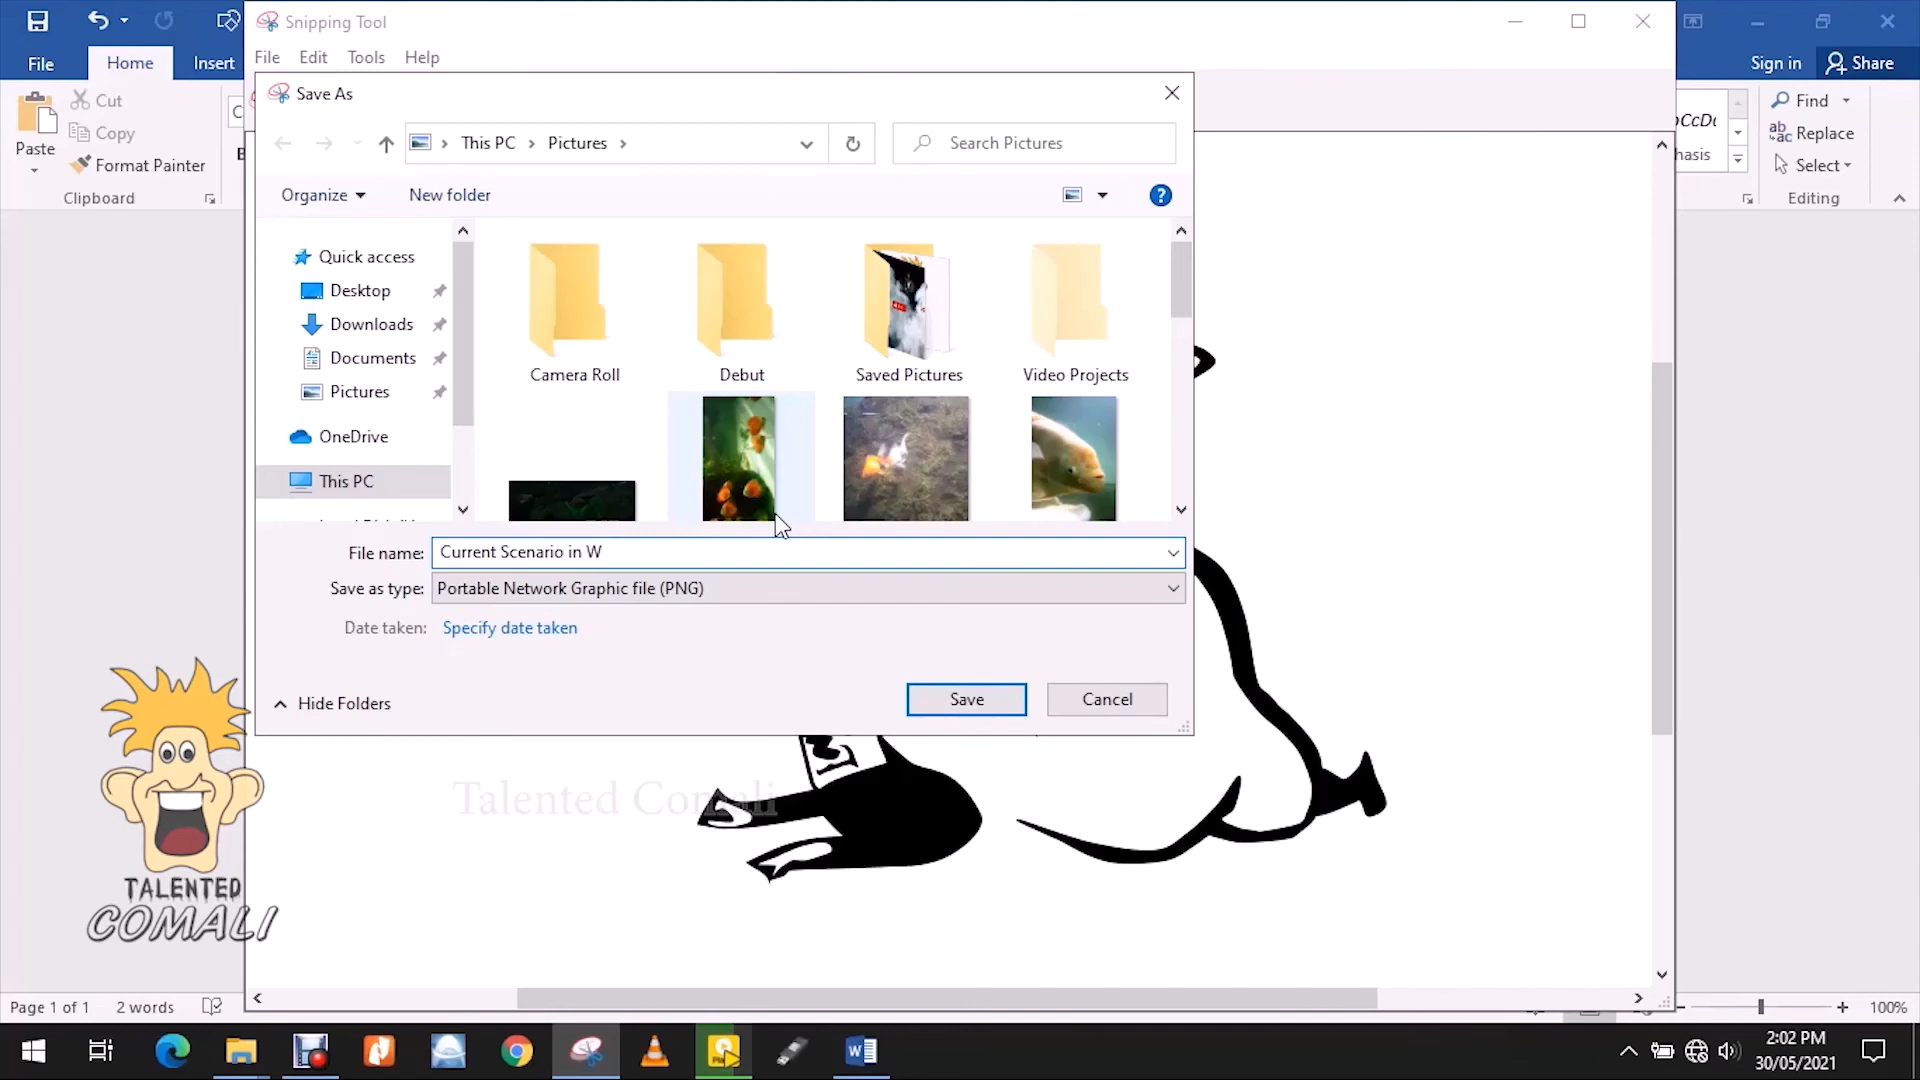 Snipping Tool
File
Home
Insert
File Edit Tools Help
Sign in
Share
Cut
Copy
Paste
Format Painter
Clipboard
Save As
This PC
Pictures
Search Pictures
Find
Replace
Select
Editing
Organize
New folder
Quick access
Desktop
Downloads
Documents
Pictures
OneDrive
This PC
Camera Roll
Debut
Saved Pictures
Video Projects
File name: Current Scenario in W
Save as type: Portable Network Graphic file (PNG)
Date taken: Specify date taken
Hide Folders
Save
Cancel
Talented Comali
TALENTED
COMALI
Page 1 of 1
2 words
100%
2:02 PM
30/05/2021